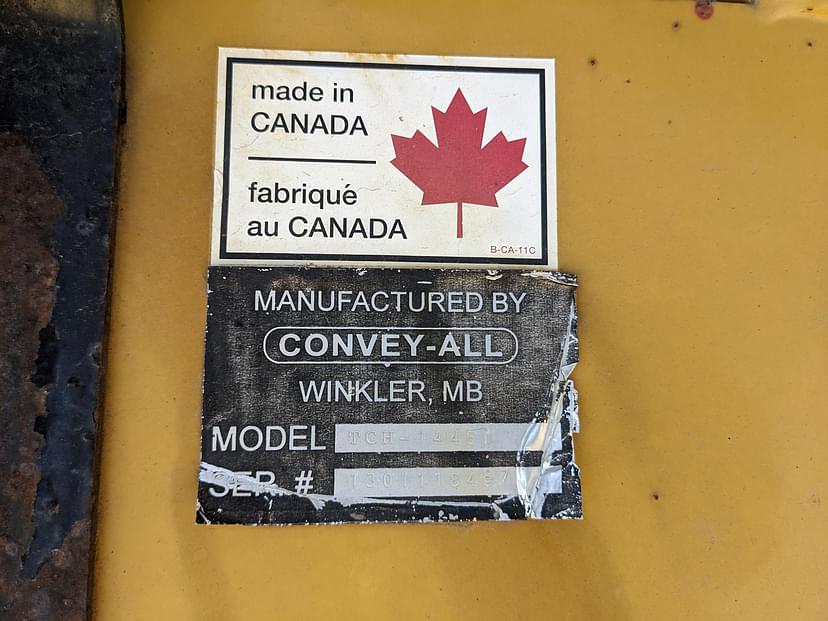 made in
CANADA
fabriqué
au CANADA
B-CA-11C
MANUFACTURED BY
CONVEY-ALL
WINKLER, MB
MODEL
SER. #